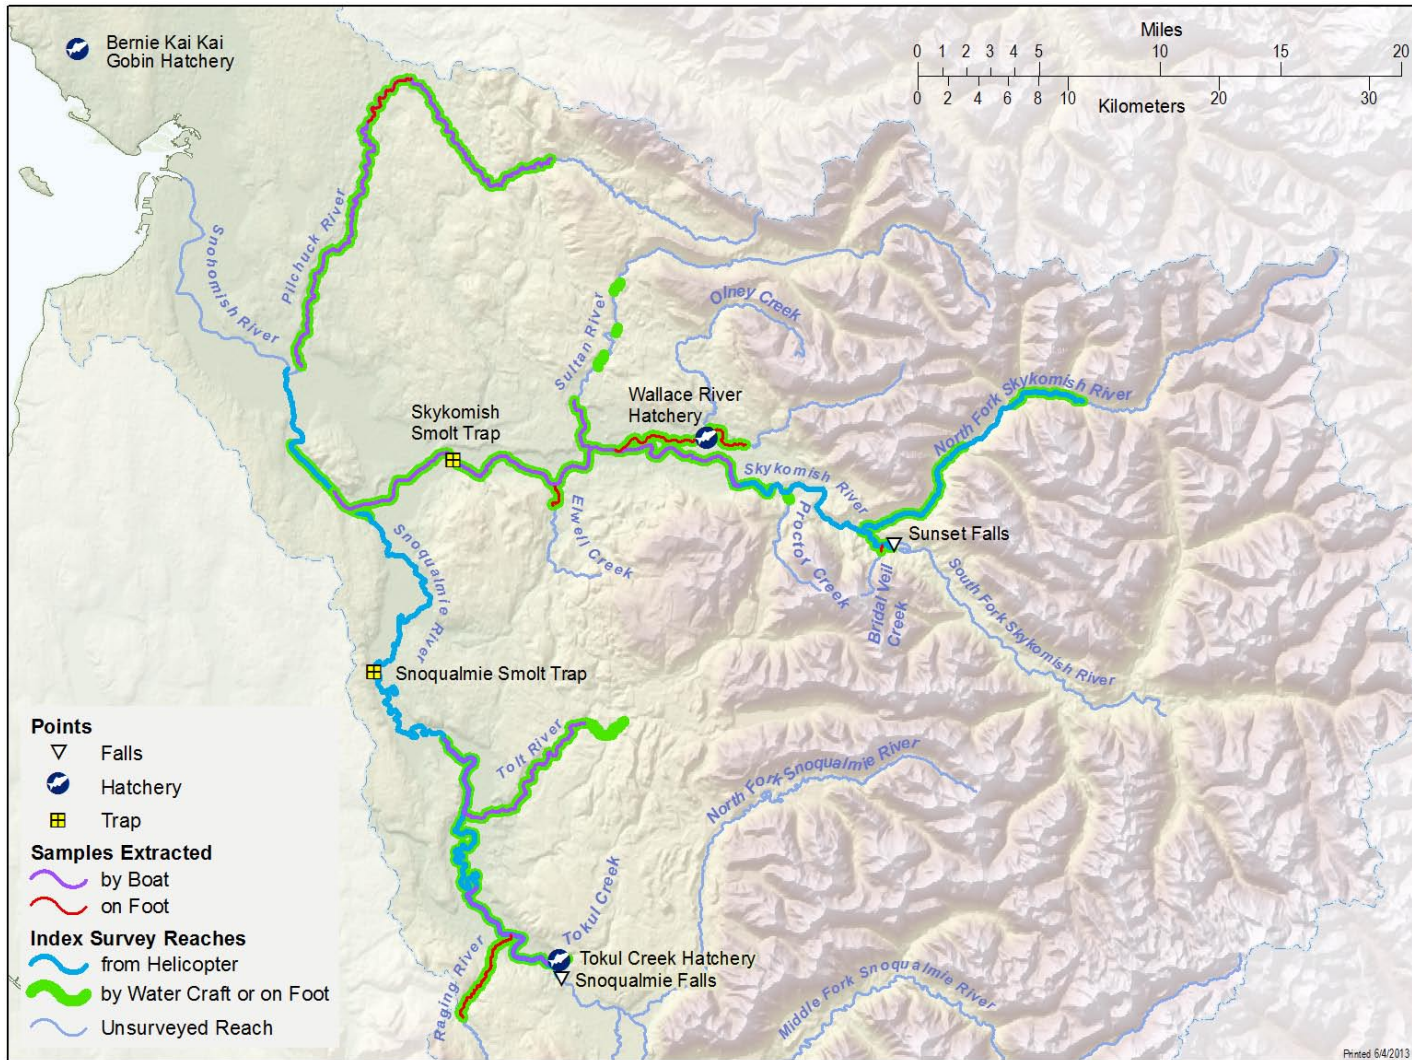 Bernie Kai Kai
Gobin Hatchery
Miles
0 1 2 3 4 5 10 15 20
0 2 4 6 8 10 20 30
Kilometers
Pilchuck River
Snohomish River
Sultan River
Olney Creek
Wallace River
Hatchery
North Fork Skykomish River
Skykomish
Smolt Trap
Skykomish River
Elwell Creek
Proctor Creek
Sunset Falls
Bridal Veil
Creek
South Fork Skykomish River
Snoqualmie River
Snoqualmie Smolt Trap
Tolt River
North Fork Snoqualmie River
Tokul Creek
Tokul Creek Hatchery
Snoqualmie Falls
Raging River
Middle Fork Snoqualmie River
Points
Falls
Hatchery
Trap
Samples Extracted
by Boat
on Foot
Index Survey Reaches
from Helicopter
by Water Craft or on Foot
Unsurveyed Reach
Printed 6/4/2013